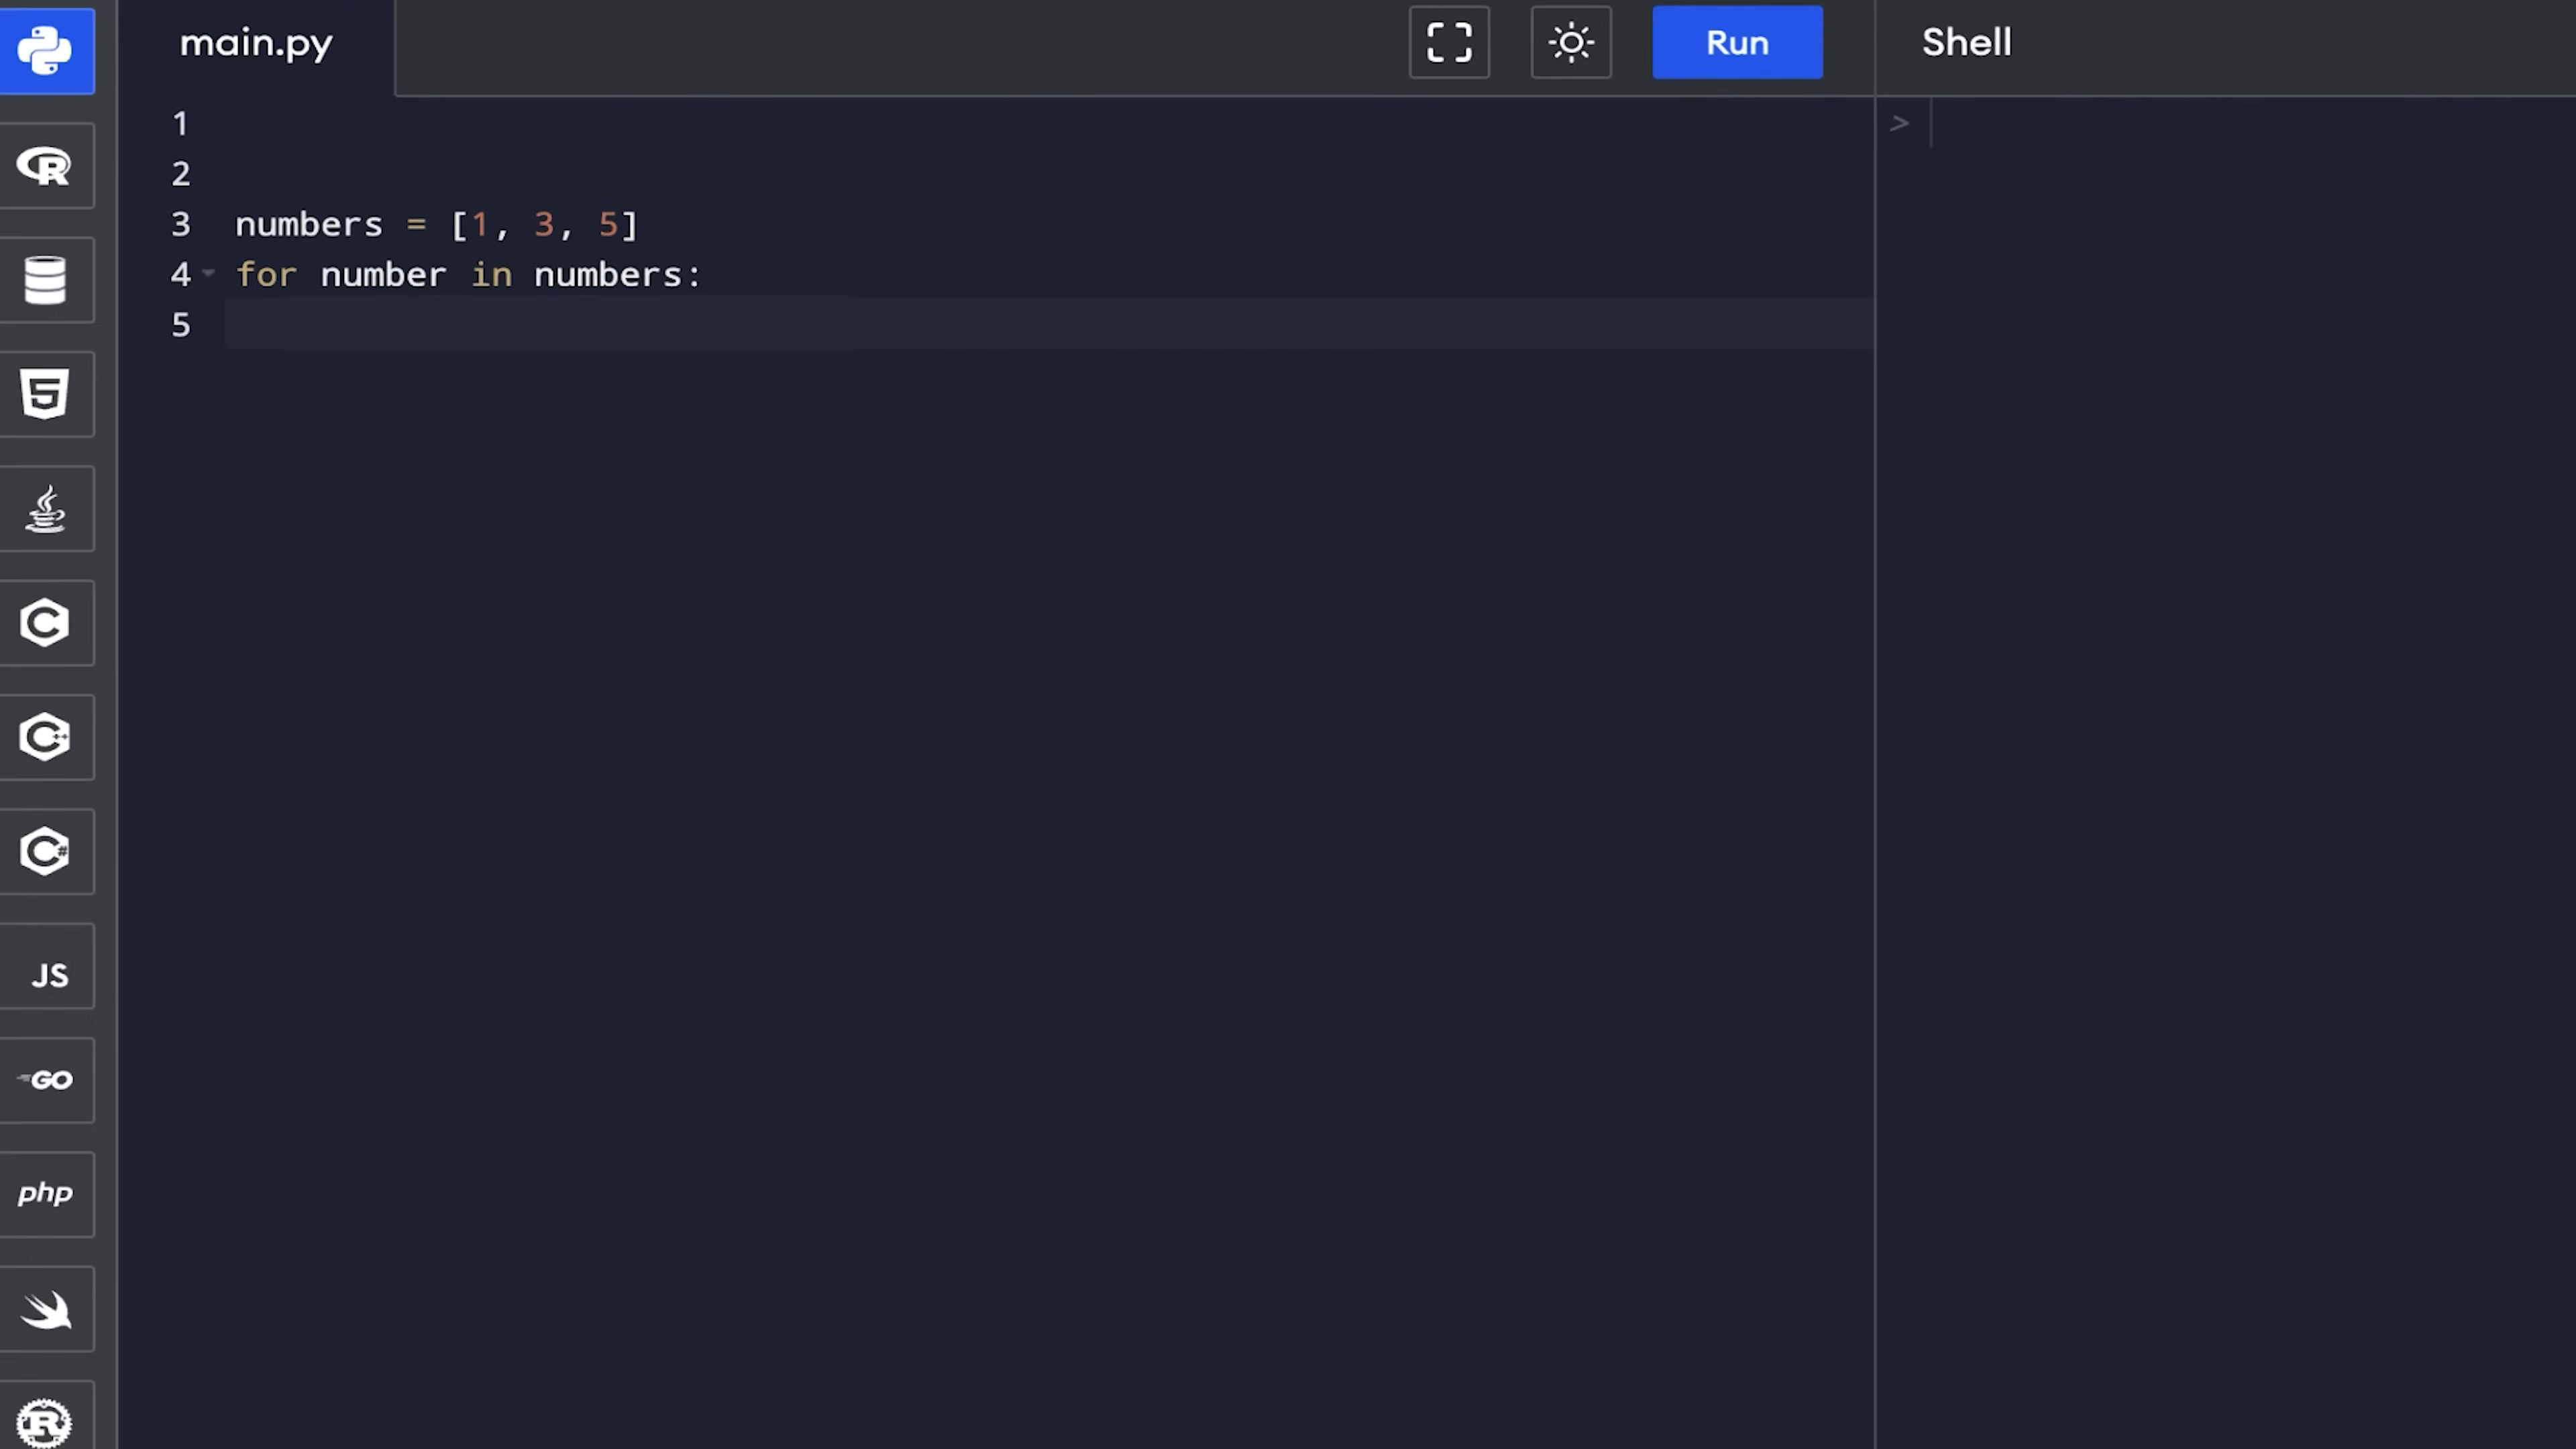 main.py
Run
Shell
1
2
3 numbers = [1, 3, 5]
4 for number in numbers:
5
>
R
5
C
C++
C#
JS
GO
php
R